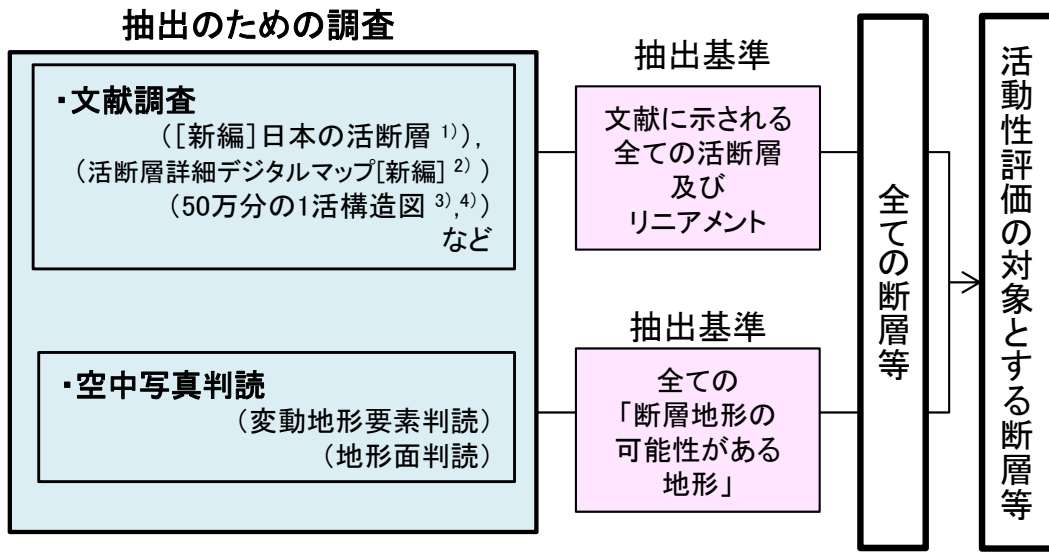 抽出のための調査
・文献調査
([新編]日本の活断層 1)),
(活断層詳細デジタルマップ[新編] 2))
(50万分の1活構造図 3),4))
など
・空中写真判読
(変動地形要素判読)
(地形面判読)
抽出基準
文献に示される
全ての活断層
及び
リニアメント
抽出基準
全ての
「断層地形の
可能性がある
地形」
全ての断層等
活動性評価の対象とする断層等